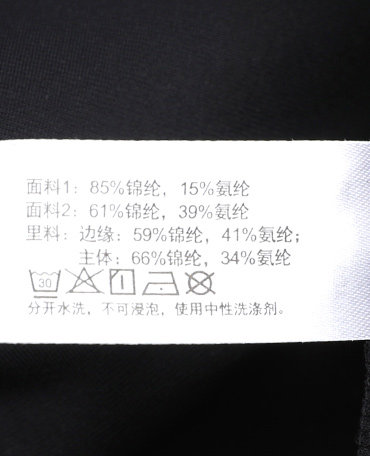 面料1: 85%锦纶, 15%氨纶
面料2: 61%锦纶, 39%氨纶
里料: 边缘: 59%锦纶, 41%氨纶;
主体: 66%锦纶, 34%氨纶
30
分开水洗, 不可浸泡, 使用中性洗涤剂.